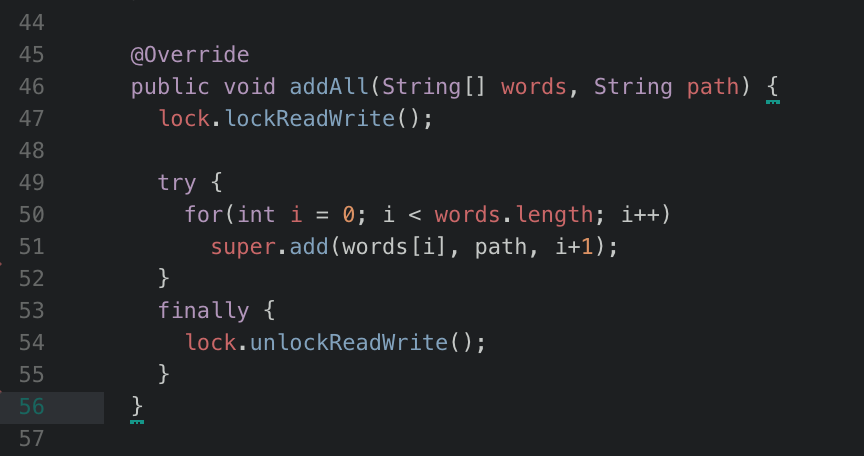 44
45 @Override
46 public void addAll(String[] words, String path) {
47 lock.lockReadWrite();
48
49 try {
50 for(int i = 0; i < words.length; i++)
51 super.add(words[i], path, i+1);
52 }
53 finally {
54 lock.unlockReadWrite();
55 }
56 }
57